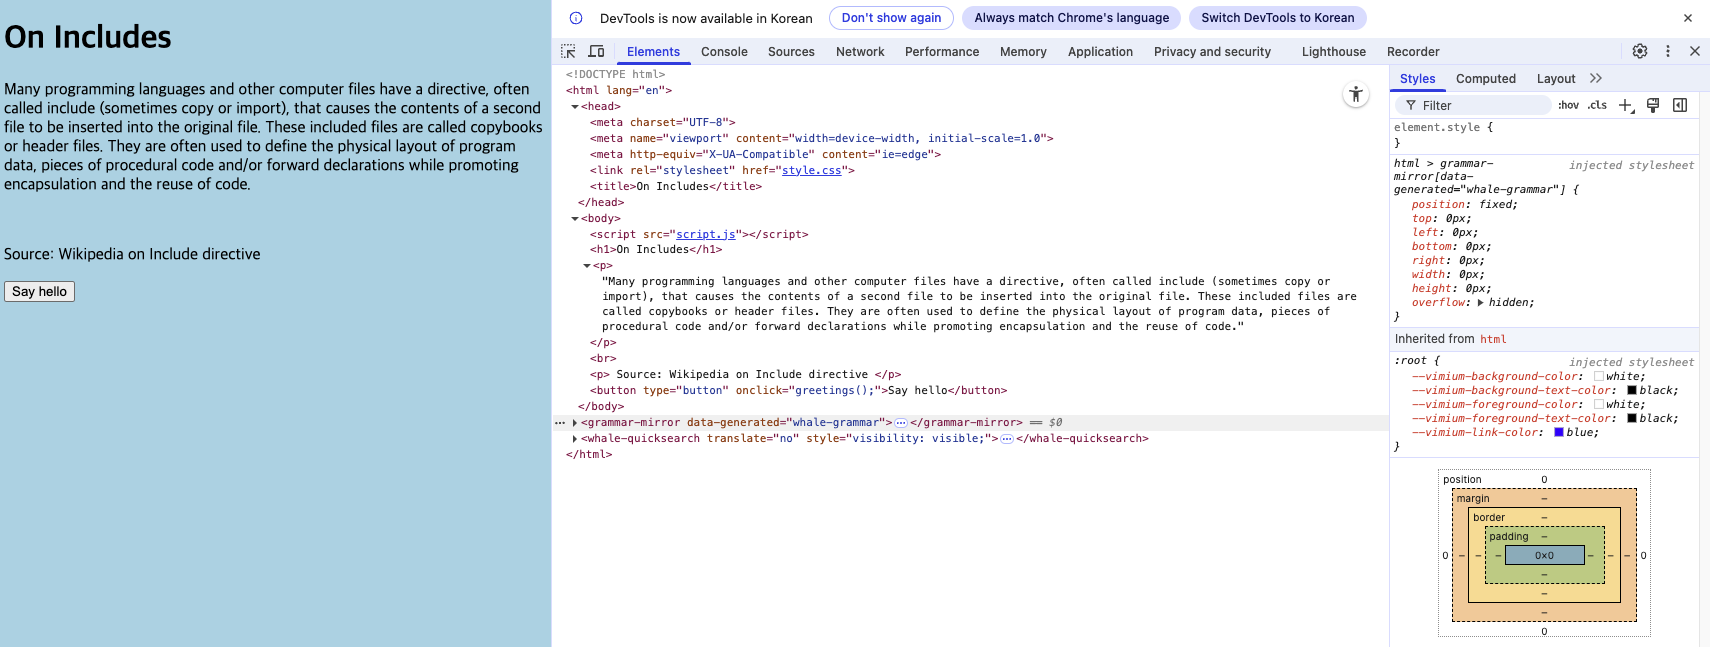 On Includes
Many programming languages and other computer files have a directive, often
called include (sometimes copy or import), that causes the contents of a second
file to be inserted into the original file. These included files are called copybooks
or header files. They are often used to define the physical layout of program
data, pieces of procedural code and/or forward declarations while promoting
encapsulation and the reuse of code.
Source: Wikipedia on Include directive
Say hello
DevTools is now available in Korean
Don't show again
Always match Chrome's language
Switch DevTools to Korean
Elements Console Sources Network Performance Memory Application Privacy and security Lighthouse Recorder
<!DOCTYPE html>
<html lang="en">
<head>
<meta charset="UTF-8">
<meta name="viewport" content="width=device-width, initial-scale=1.0">
<meta http-equiv="X-UA-Compatible" content="ie=edge">
<link rel="stylesheet" href="style.css">
<title>On Includes</title>
</head>
<body>
<script src="script.js"></script>
<h1>On Includes</h1>
<p>
"Many programming languages and other computer files have a directive, often called include (sometimes copy or
import), that causes the contents of a second file to be inserted into the original file. These included files are
called copybooks or header files. They are often used to define the physical layout of program data, pieces of
procedural code and/or forward declarations while promoting encapsulation and the reuse of code."
</p>
<br>
<p> Source: Wikipedia on Include directive </p>
<button type="button" onclick="greetings();">Say hello</button>
</body>
<grammar-mirror data-generated="whale-grammar">…</grammar-mirror> == $0
<whale-quicksearch translate="no" style="visibility: visible;">…</whale-quicksearch>
</html>
Styles Computed Layout
Filter :hov .cls
element.style {
}
html > grammar- injected stylesheet
mirror[data-
generated="whale-grammar"] {
position: fixed;
top: 0px;
left: 0px;
bottom: 0px;
right: 0px;
width: 0px;
height: 0px;
overflow: hidden;
}
Inherited from html
:root { injected stylesheet
--vimium-background-color: white;
--vimium-background-text-color: black;
--vimium-foreground-color: white;
--vimium-foreground-text-color: black;
--vimium-link-color: blue;
}
position 0
margin –
border –
padding –
0 – – – 0×0 – – – 0
–
–
–
0